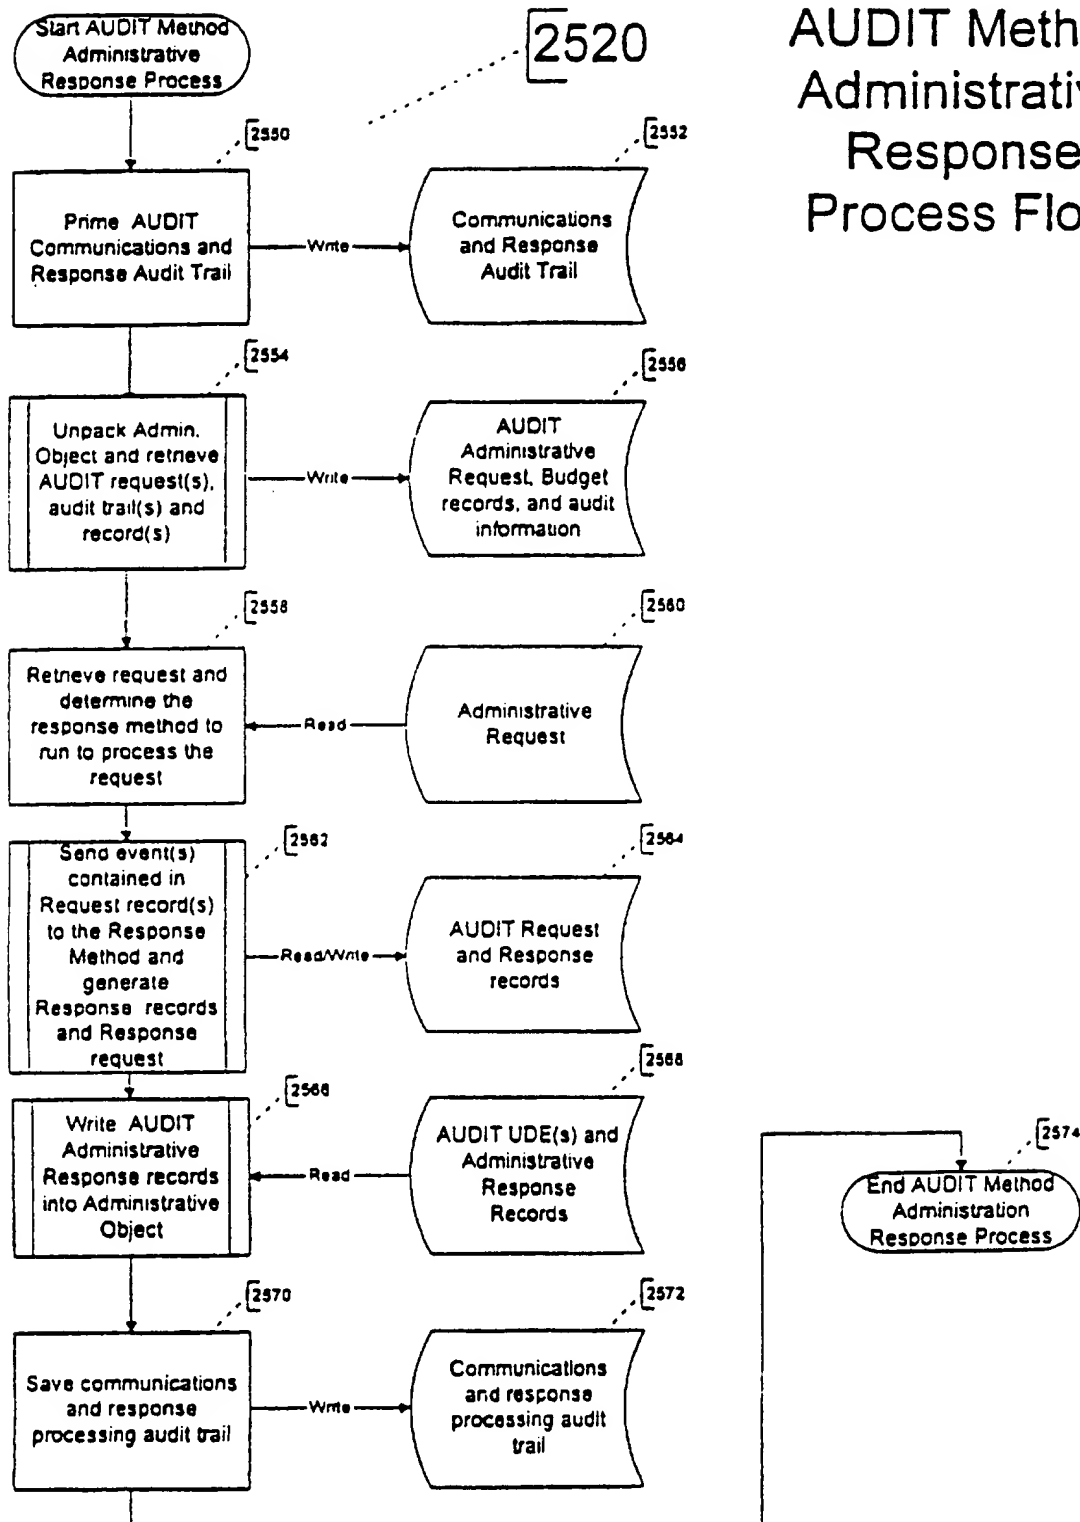 Start AUDIT Method
Administrative
Response Process
2520
AUDIT Meth
Administrativ
Response
Process Flo
2550
Prime AUDIT
Communications and
Response Audit Trail
Write
2552
Communications
and Response
Audit Trail
2554
Unpack Admin.
Object and retrieve
AUDIT request(s),
audit trail(s) and
record(s)
Write
2556
AUDIT
Administrative
Request, Budget
records, and audit
information
2558
Retrieve request and
determine the
response method to
run to process the
request
Read
2560
Administrative
Request
2562
Send event(s)
contained in
Request record(s)
to the Response
Method and
generate
Response records
and Response
request
Read/Write
2564
AUDIT Request
and Response
records
2566
Write AUDIT
Administrative
Response records
into Administrative
Object
Read
2568
AUDIT UDE(s) and
Administrative
Response
Records
2570
Save communications
and response
processing audit trail
Write
2572
Communications
and response
processing audit
trail
2574
End AUDIT Method
Administration
Response Process